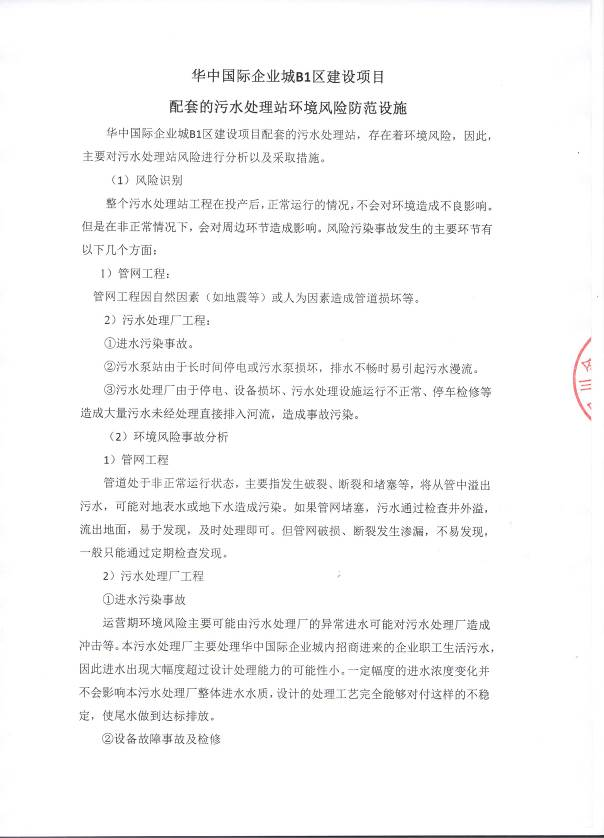 华中国际企业城B1区建设项目
配套的污水处理站环境风险防范设施
华中国际企业城B1区建设项目配套的污水处理站，存在着环境风险，因此，
主要对污水处理站风险进行分析以及采取措施。
（1）风险识别
整个污水处理站工程在投产后，正常运行的情况，不会对环境造成不良影响。
但是在非正常情况下，会对周边环节造成影响。风险污染事故发生的主要环节有
以下几个方面：
1）管网工程：
管网工程因自然因素（如地震等）或人为因素造成管道损坏等。
2）污水处理厂工程：
①进水污染事故。
②污水泵站由于长时间停电或污水泵损坏，排水不畅时易引起污水漫流。
③污水处理厂由于停电、设备损坏、污水处理设施运行不正常、停车检修等
造成大量污水未经处理直接排入河流，造成事故污染。
（2）环境风险事故分析
1）管网工程
管道处于非正常运行状态，主要指发生破裂、断裂和堵塞等，将从管中溢出
污水，可能对地表水或地下水造成污染。如果管网堵塞，污水通过检查井外溢，
流出地面，易于发现，及时处理即可。但管网破损、断裂发生渗漏，不易发现，
一般只能通过定期检查发现。
2）污水处理厂工程
①进水污染事故
运营期环境风险主要可能由污水处理厂的异常进水可能对污水处理厂造成
冲击等。本污水处理厂主要处理华中国际企业城内招商进来的企业职工生活污水，
因此进水出现大幅度超过设计处理能力的可能性小。一定幅度的进水浓度变化并
不会影响本污水处理厂整体进水水质，设计的处理工艺完全能够对付这样的不稳
定，使尾水做到达标排放。
②设备故障事故及检修